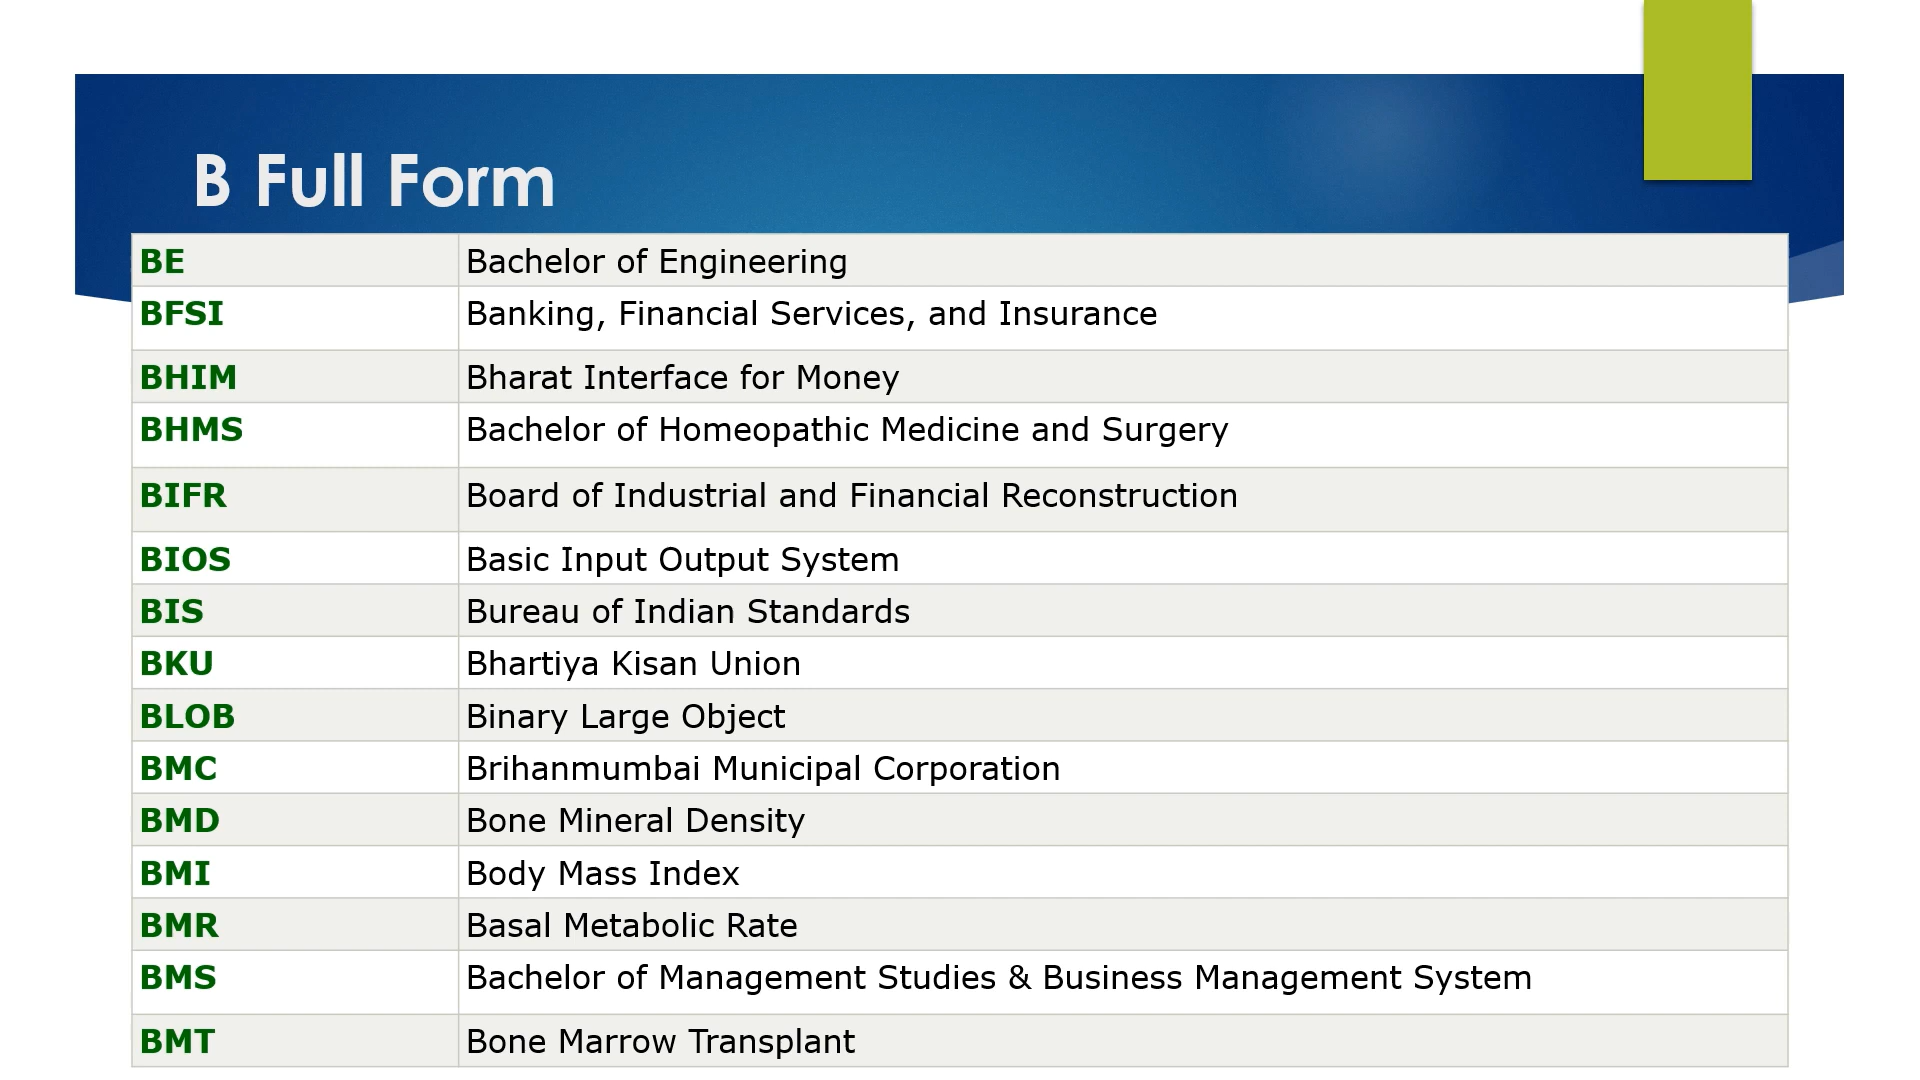 B Full Form
BE Bachelor of Engineering
BFSI Banking, Financial Services, and Insurance
BHIM Bharat Interface for Money
BHMS Bachelor of Homeopathic Medicine and Surgery
BIFR Board of Industrial and Financial Reconstruction
BIOS Basic Input Output System
BIS Bureau of Indian Standards
BKU Bhartiya Kisan Union
BLOB Binary Large Object
BMC Brihanmumbai Municipal Corporation
BMD Bone Mineral Density
BMI Body Mass Index
BMR Basal Metabolic Rate
BMS Bachelor of Management Studies & Business Management System
BMT Bone Marrow Transplant